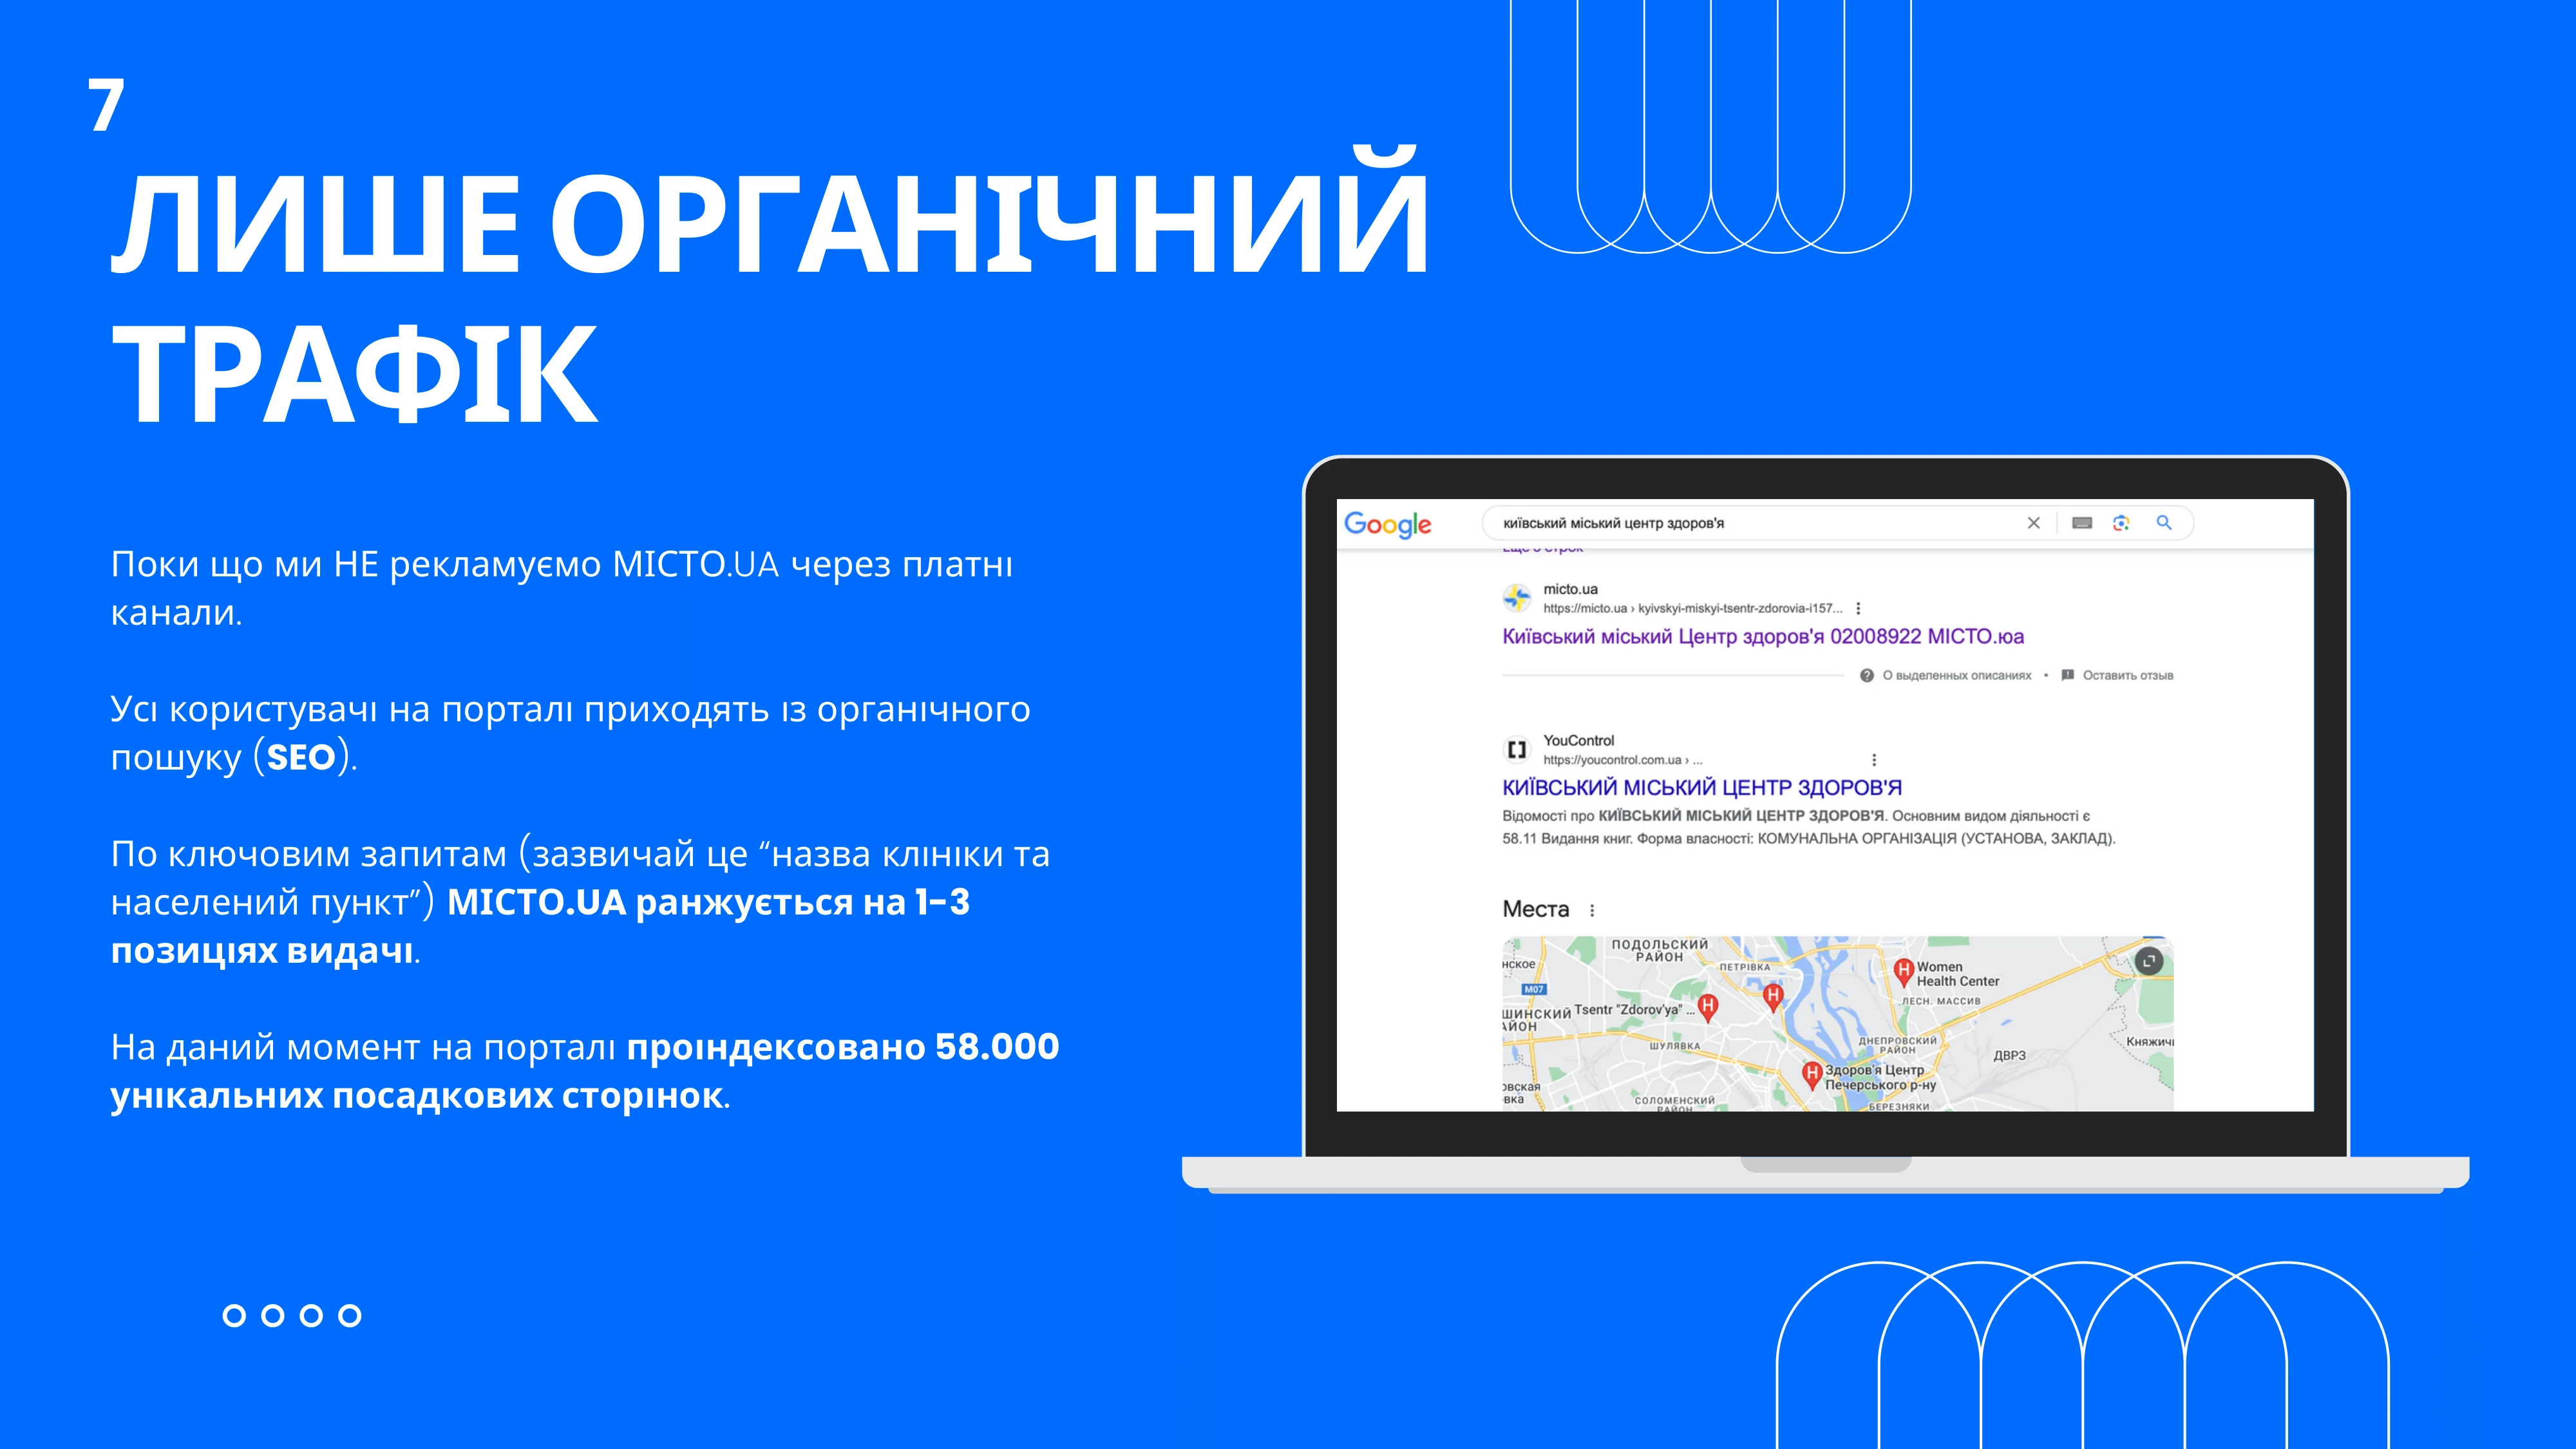 7
ЛИШЕ ОРГАНІЧНИЙ
ТРАФІК
Поки що ми НЕ рекламуємо МІСТО.UA через платні
канали.
Усі користувачі на порталі приходять із органічного
пошуку (SEO).
По ключовим запитам (зазвичай це “назва клініки та
населений пункт”) МІСТО.UA ранжується на 1-3
позиціях видачі.
На даний момент на порталі проіндексовано 58.000
унікальних посадкових сторінок.
Google
київський міський центр здоров'я
micto.ua
https://micto.ua › kyivskyi-miskyi-tsentr-zdorovia-i157...
Київський міський Центр здоров'я 02008922 МІСТО.юа
О выделенных описаниях • Оставить отзыв
YouControl
https://youcontrol.com.ua › ...
КИЇВСЬКИЙ МІСЬКИЙ ЦЕНТР ЗДОРОВ'Я
Відомості про КИЇВСЬКИЙ МІСЬКИЙ ЦЕНТР ЗДОРОВ'Я. Основним видом діяльності є
58.11 Видання книг. Форма власності: КОМУНАЛЬНА ОРГАНІЗАЦІЯ (УСТАНОВА, ЗАКЛАД).
Места
ПОДОЛЬСКИЙ
РАЙОН
нское
ПЕТРІВКА
Women
Health Center
M07
ЛЕСН. МАССИВ
Tsentr "Zdorov'ya" ...
ШИНСКИЙ
АЙОН
ШУЛЯВКА
ДНЕПРОВСКИЙ
РАЙОН
ДВРЗ
Княжичі
Здоров'я Центр
Печерського р-ну
овская
вка
СОЛОМЕНСКИЙ
РАЙОН
БЕРЕЗНЯКИ